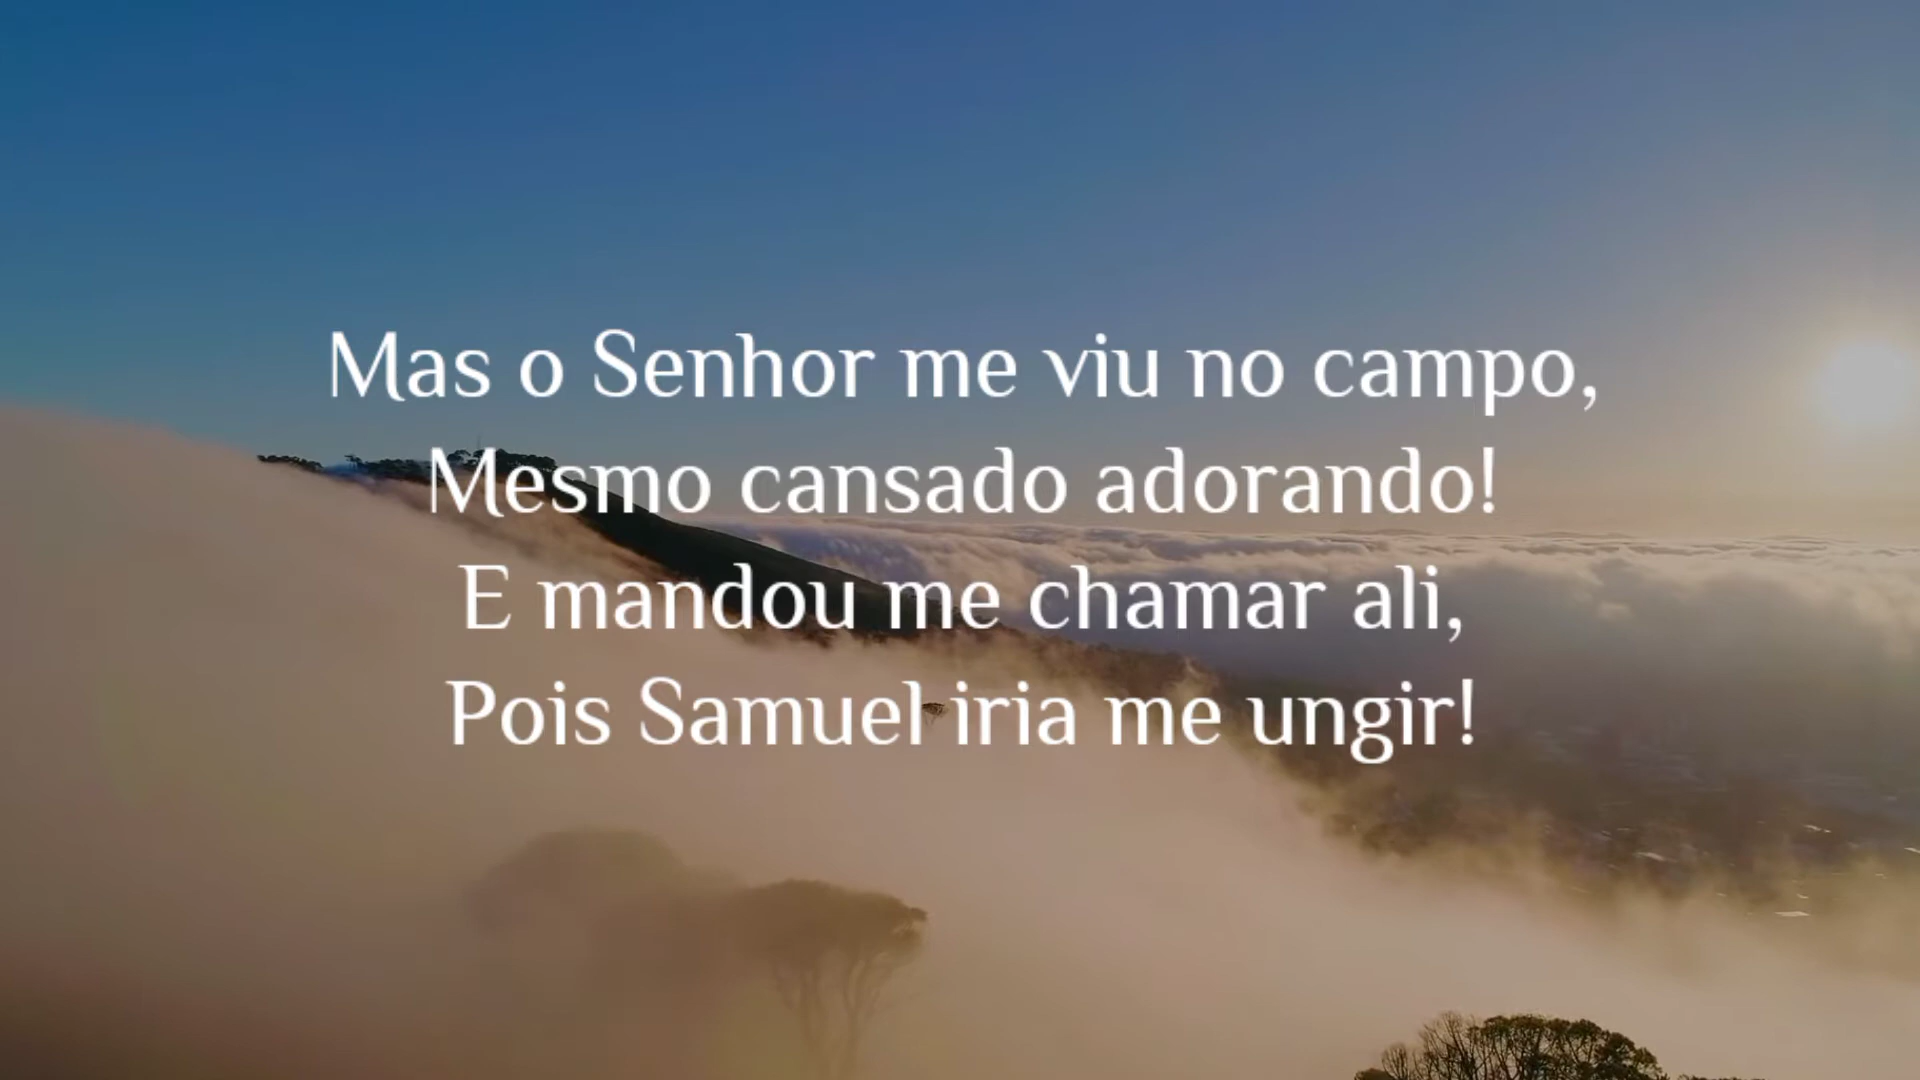 Mas o Senhor me viu no campo,
Mesmo cansado adorando!
E mandou me chamar ali,
Pois Samuel iria me ungir!